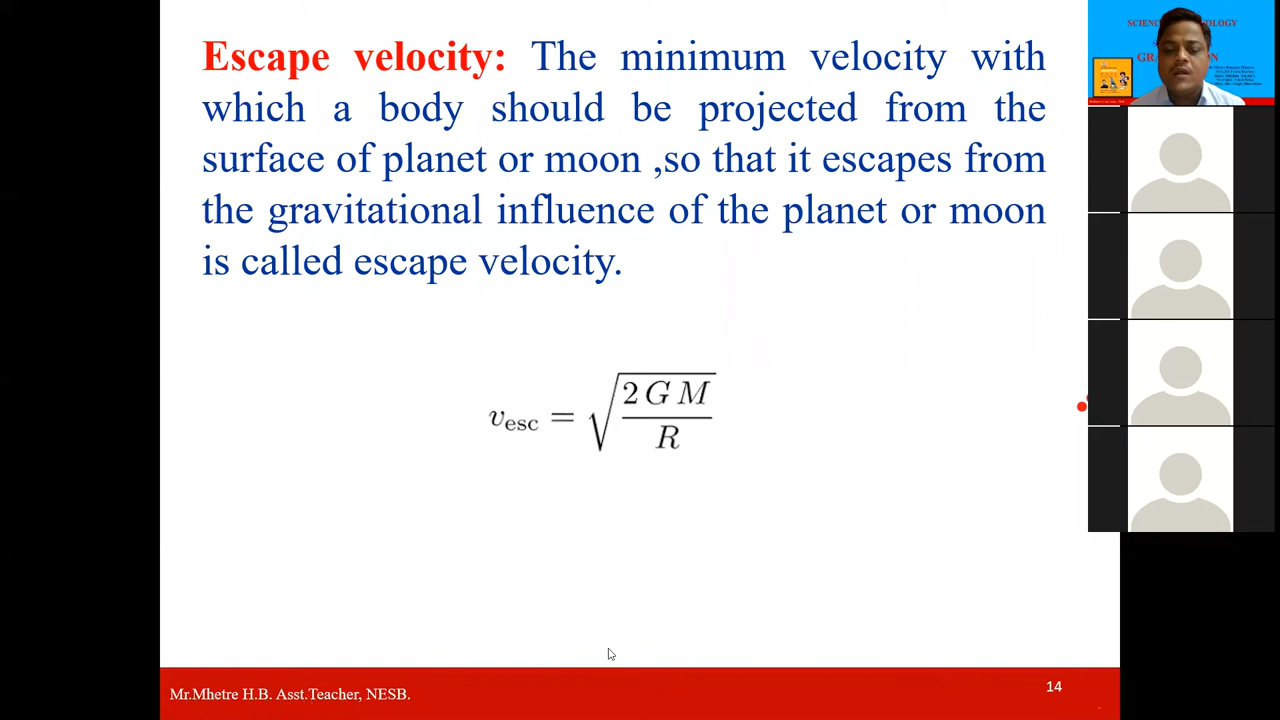 Escape velocity: The minimum velocity with
which a body should be projected from the
surface of planet or moon ,so that it escapes from
the gravitational influence of the planet or moon
is called escape velocity.
v_esc = √(2 G M / R)
Mr.Mhetre H.B. Asst.Teacher, NESB.
14